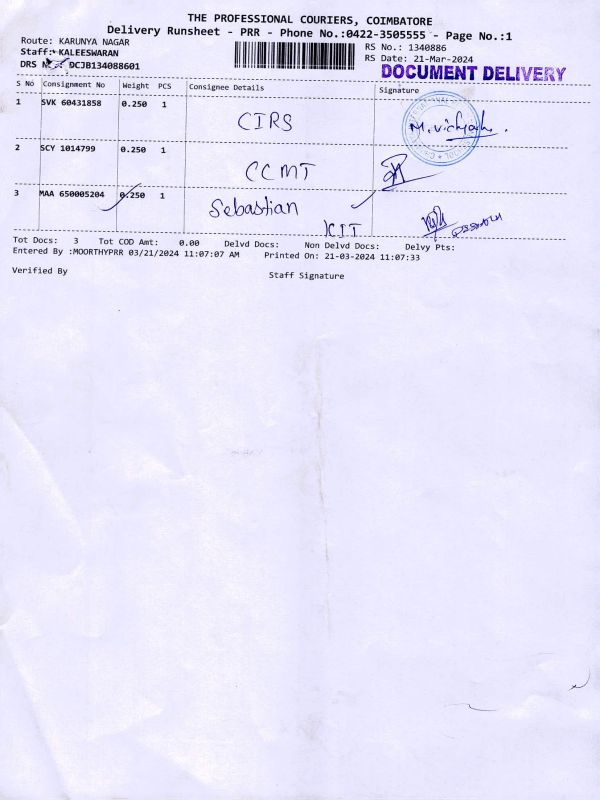 THE PROFESSIONAL COURIERS, COIMBATORE
Delivery Runsheet - PRR - Phone No.:0422-3505555 - Page No.:1
Route: KARUNYA NAGAR
RS No.: 1340886
Staff: KALEESWARAN
RS Date: 21-Mar-2024
DRS No.: DCJB134088601
DOCUMENT DELIVERY
S No Consignment No Weight PCS Consignee Details Signature
1 SVK 60431858 0.250 1
CIRS
2 SCY 1014799 0.250 1
CCMT
3 MAA 650005204 0.250 1
Sebastian
KIT
Tot Docs: 3 Tot COD Amt: 0.00 Delvd Docs: Non Delvd Docs: Delvy Pts:
Entered By :MOORTHYPRR 03/21/2024 11:07:07 AM Printed On: 21-03-2024 11:07:33
Verified By Staff Signature